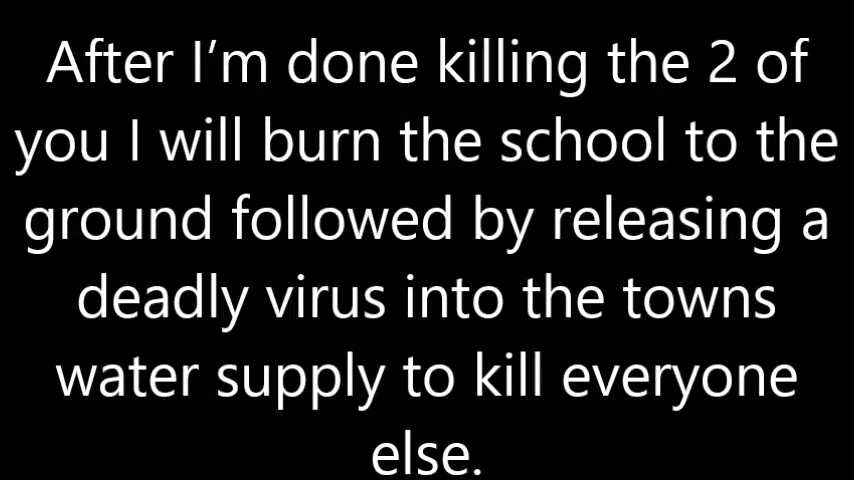 After I’m done killing the 2 of
you I will burn the school to the
ground followed by releasing a
deadly virus into the towns
water supply to kill everyone
else.